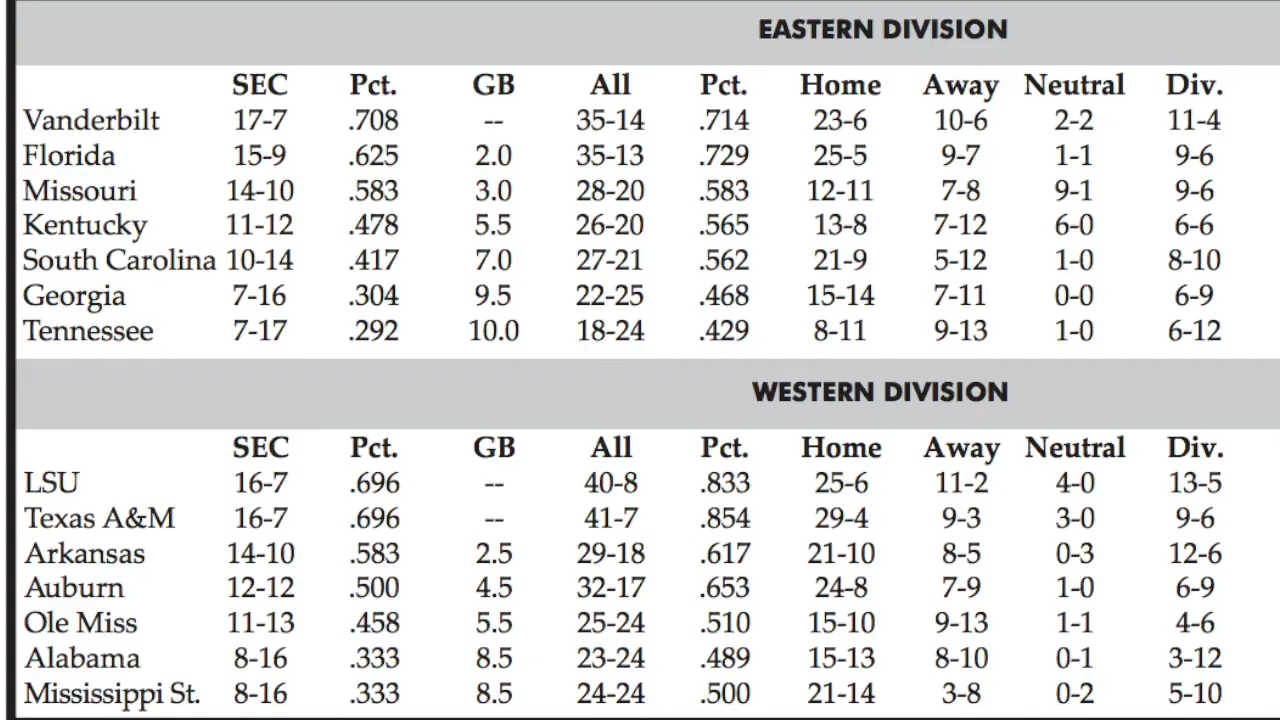 EASTERN DIVISION
SEC Pct. GB All Pct. Home Away Neutral Div.
Vanderbilt 17-7 .708 -- 35-14 .714 23-6 10-6 2-2 11-4
Florida 15-9 .625 2.0 35-13 .729 25-5 9-7 1-1 9-6
Missouri 14-10 .583 3.0 28-20 .583 12-11 7-8 9-1 9-6
Kentucky 11-12 .478 5.5 26-20 .565 13-8 7-12 6-0 6-6
South Carolina 10-14 .417 7.0 27-21 .562 21-9 5-12 1-0 8-10
Georgia 7-16 .304 9.5 22-25 .468 15-14 7-11 0-0 6-9
Tennessee 7-17 .292 10.0 18-24 .429 8-11 9-13 1-0 6-12
WESTERN DIVISION
SEC Pct. GB All Pct. Home Away Neutral Div.
LSU 16-7 .696 -- 40-8 .833 25-6 11-2 4-0 13-5
Texas A&M 16-7 .696 -- 41-7 .854 29-4 9-3 3-0 9-6
Arkansas 14-10 .583 2.5 29-18 .617 21-10 8-5 0-3 12-6
Auburn 12-12 .500 4.5 32-17 .653 24-8 7-9 1-0 6-9
Ole Miss 11-13 .458 5.5 25-24 .510 15-10 9-13 1-1 4-6
Alabama 8-16 .333 8.5 23-24 .489 15-13 8-10 0-1 3-12
Mississippi St. 8-16 .333 8.5 24-24 .500 21-14 3-8 0-2 5-10